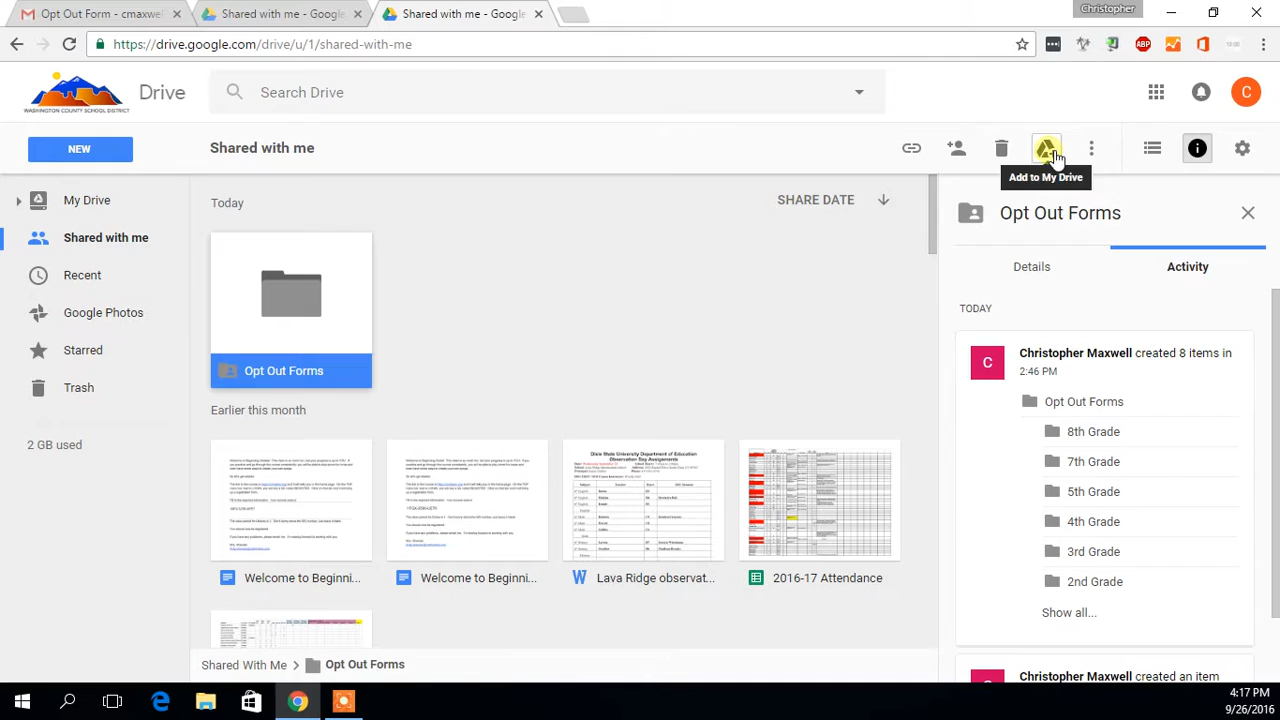 Christopher
Opt Out Form - cmaxwe
Shared with me - Google
Shared with me - Google
https://drive.google.com/drive/u/1/shared-with-me
WASHINGTON COUNTY SCHOOL DISTRICT
Drive
Search Drive
C
NEW
Shared with me
Add to My Drive
My Drive
Shared with me
Recent
Google Photos
Starred
Trash
2 GB used
Today
SHARE DATE
Opt Out Forms
Earlier this month
Dixie State University Department of Education
Observation Day Assignments
Welcome to Beginni...
Welcome to Beginni...
Lava Ridge observat...
2016-17 Attendance
Shared With Me > Opt Out Forms
Opt Out Forms
Details
Activity
TODAY
C
Christopher Maxwell created 8 items in
2:46 PM
Opt Out Forms
8th Grade
Grade
5th Grade
4th Grade
3rd Grade
2nd Grade
Show all...
Christopher Maxwell created an item
ABP
4:17 PM
9/26/2016